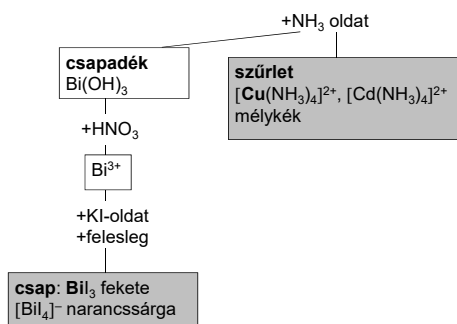 +NH₃ oldat
csapadék
Bi(OH)₃
szűrlet
[Cu(NH₃)₄]²⁺, [Cd(NH₃)₄]²⁺
mélykék
+HNO₃
Bi³⁺
+KI-oldat
+felesleg
csap: BiI₃ fekete
[BiI₄]⁻ narancssárga